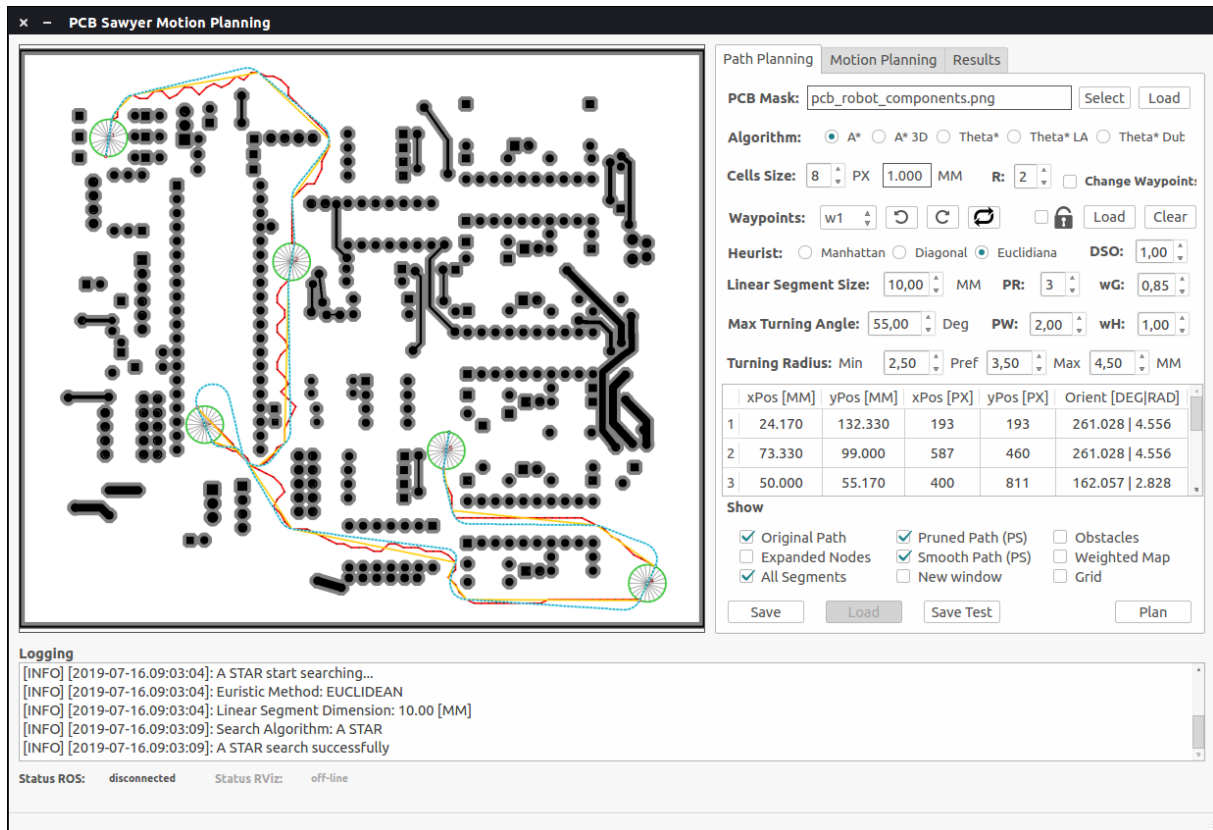 × – PCB Sawyer Motion Planning
Path Planning Motion Planning Results
PCB Mask: pcb_robot_components.png Select Load
Algorithm: A* A* 3D Theta* Theta* LA Theta* Dub
Cells Size: 8 PX 1.000 MM R: 2 Change Waypoint:
Waypoints: w1 Load Clear
Heurist: Manhattan Diagonal Euclidiana DSO: 1,00
Linear Segment Size: 10,00 MM PR: 3 wG: 0,85
Max Turning Angle: 55,00 Deg PW: 2,00 wH: 1,00
Turning Radius: Min 2,50 Pref 3,50 Max 4,50 MM
xPos [MM] yPos [MM] xPos [PX] yPos [PX] Orient [DEG|RAD]
1 24.170 132.330 193 193 261.028 | 4.556
2 73.330 99.000 587 460 261.028 | 4.556
3 50.000 55.170 400 811 162.057 | 2.828
Show
Original Path Pruned Path (PS) Obstacles
Expanded Nodes Smooth Path (PS) Weighted Map
All Segments New window Grid
Save Load Save Test Plan
Logging
[INFO] [2019-07-16.09:03:04]: A STAR start searching...
[INFO] [2019-07-16.09:03:04]: Euristic Method: EUCLIDEAN
[INFO] [2019-07-16.09:03:04]: Linear Segment Dimension: 10.00 [MM]
[INFO] [2019-07-16.09:03:09]: Search Algorithm: A STAR
[INFO] [2019-07-16.09:03:09]: A STAR search successfully
Status ROS: disconnected Status RViz: off-line